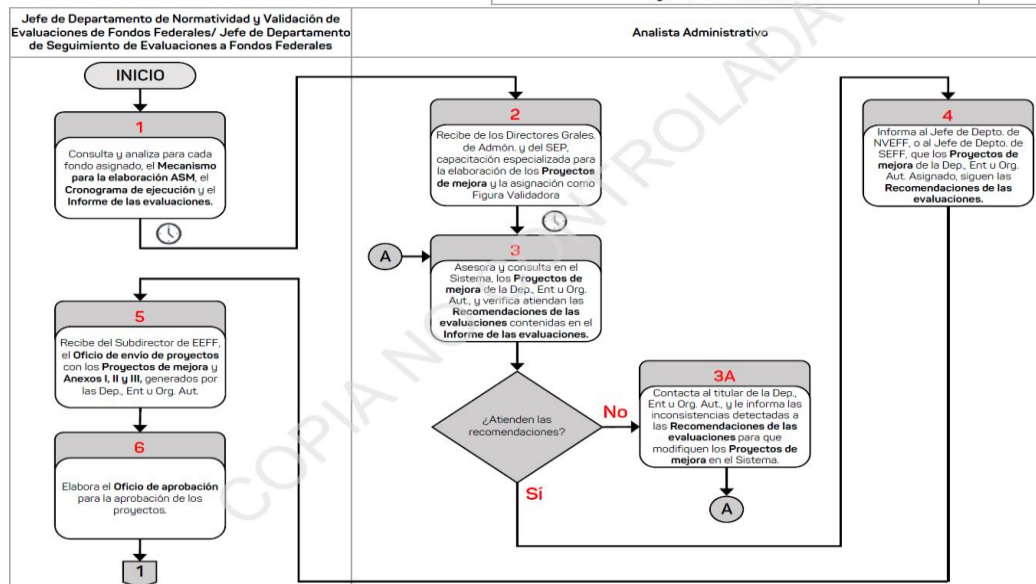 Jefe de Departamento de Normatividad y Validación de
Evaluaciones de Fondos Federales/ Jefe de Departamento
de Seguimiento de Evaluaciones a Fondos Federales
Analista Administrativo
INICIO
1
Consulta y analiza para cada
fondo asignado, el Mecanismo
para la elaboración ASM, el
Cronograma de ejecución y el
Informe de las evaluaciones.
2
Recibe de los Directores Grales.
de Admón. y del SEP,
capacitación especializada para
la elaboración de los Proyectos
de mejora y la asignación como
Figura Validadora
A
3
Asesora y consulta en el
Sistema, los Proyectos de
mejora de la Dep., Ent u Org.
Aut., y verifica atiendan las
Recomendaciones de las
evaluaciones contenidas en el
Informe de las evaluaciones.
¿Atienden las
recomendaciones?
No
Sí
3A
Contacta al titular de la Dep.,
Ent u Org. Aut., y le informa las
inconsistencias detectadas a
las Recomendaciones de las
evaluaciones para que
modifiquen los Proyectos de
mejora en el Sistema.
A
4
Informa al Jefe de Depto. de
NVEFF, o al Jefe de Depto. de
SEFF, que los Proyectos de
mejora de la Dep., Ent u Org.
Aut. Asignado, siguen las
Recomendaciones de las
evaluaciones.
5
Recibe del Subdirector de EEFF,
el Oficio de envío de proyectos
con los Proyectos de mejora y
Anexos I, II y III, generados por
las Dep., Ent u Org. Aut.
6
Elabora el Oficio de aprobación
para la aprobación de los
proyectos.
1
COPIA NO CONTROLADA